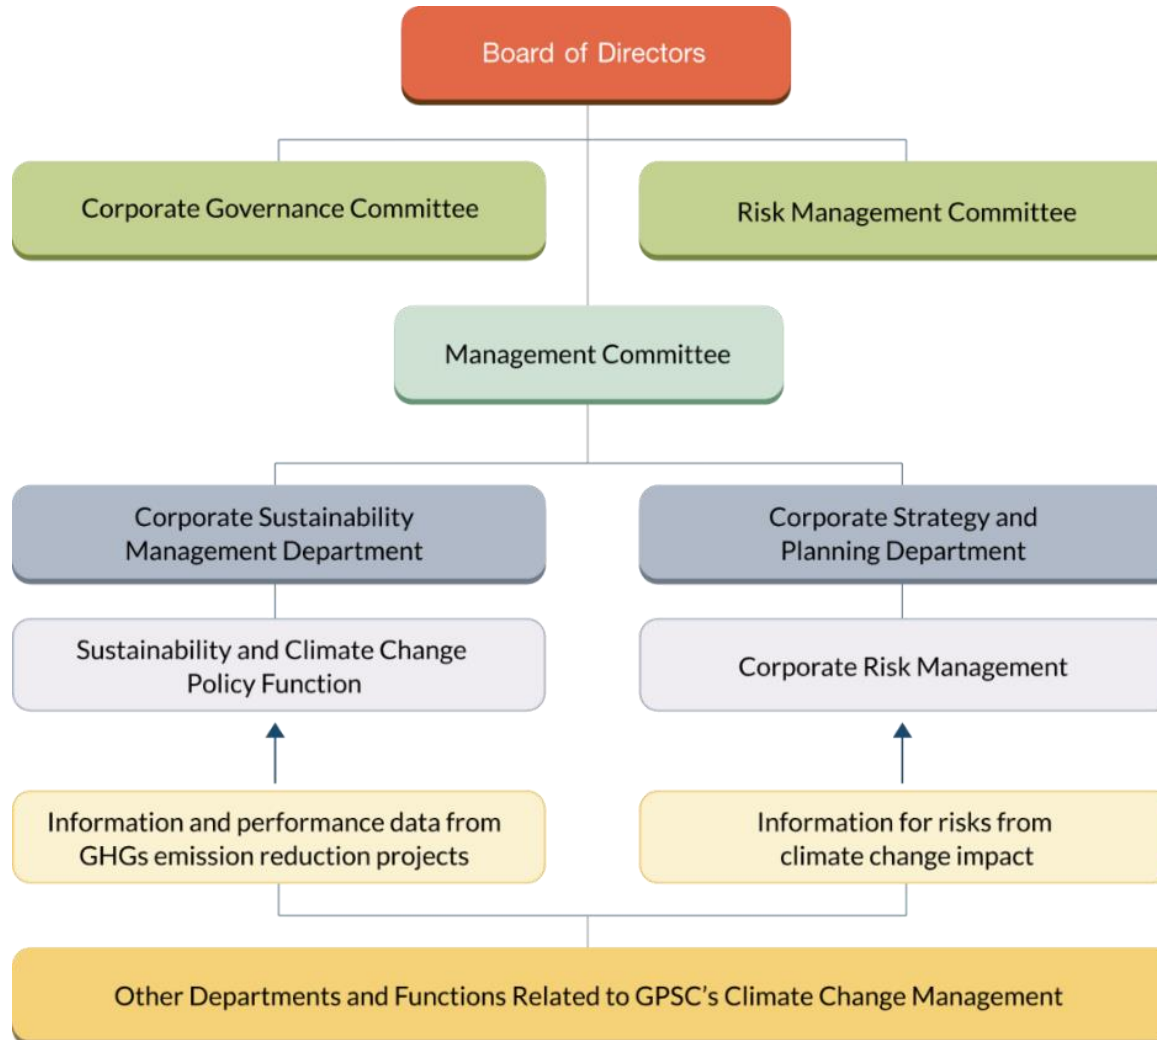 Board of Directors
Corporate Governance Committee
Risk Management Committee
Management Committee
Corporate Sustainability
Management Department
Corporate Strategy and
Planning Department
Sustainability and Climate Change
Policy Function
Corporate Risk Management
Information and performance data from
GHGs emission reduction projects
Information for risks from
climate change impact
Other Departments and Functions Related to GPSC’s Climate Change Management